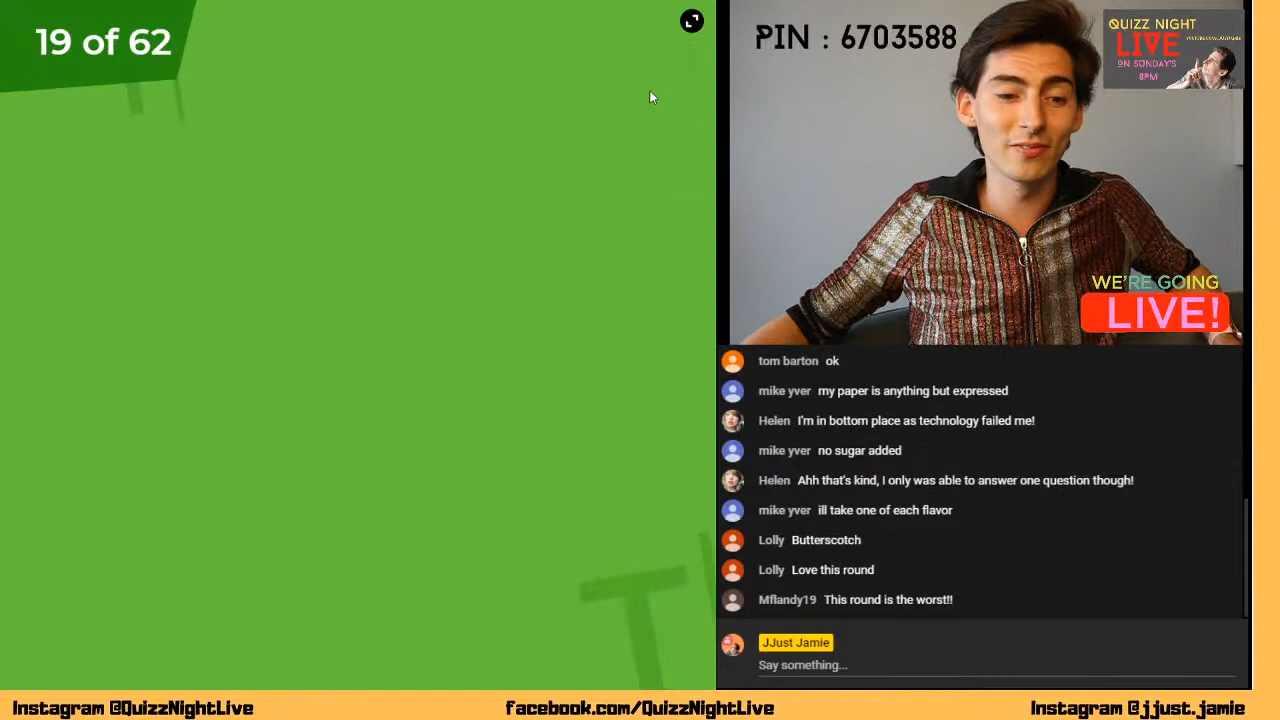 19 of 62
PIN : 6703588
QUIZZ NIGHT
LIVE
ON SUNDAY'S
8PM
WE'RE GOING
LIVE!
tom barton ok
mike yver my paper is anything but expressed
Helen I'm in bottom place as technology failed me!
mike yver no sugar added
Helen Ahh that's kind, I only was able to answer one question though!
mike yver ill take one of each flavor
Lolly Butterscotch
Lolly Love this round
Mflandy19 This round is the worst!!
JJust Jamie
Say something...
Instagram @QuizzNightLive
facebook.com/QuizzNightLive
Instagram @jjust.jamie